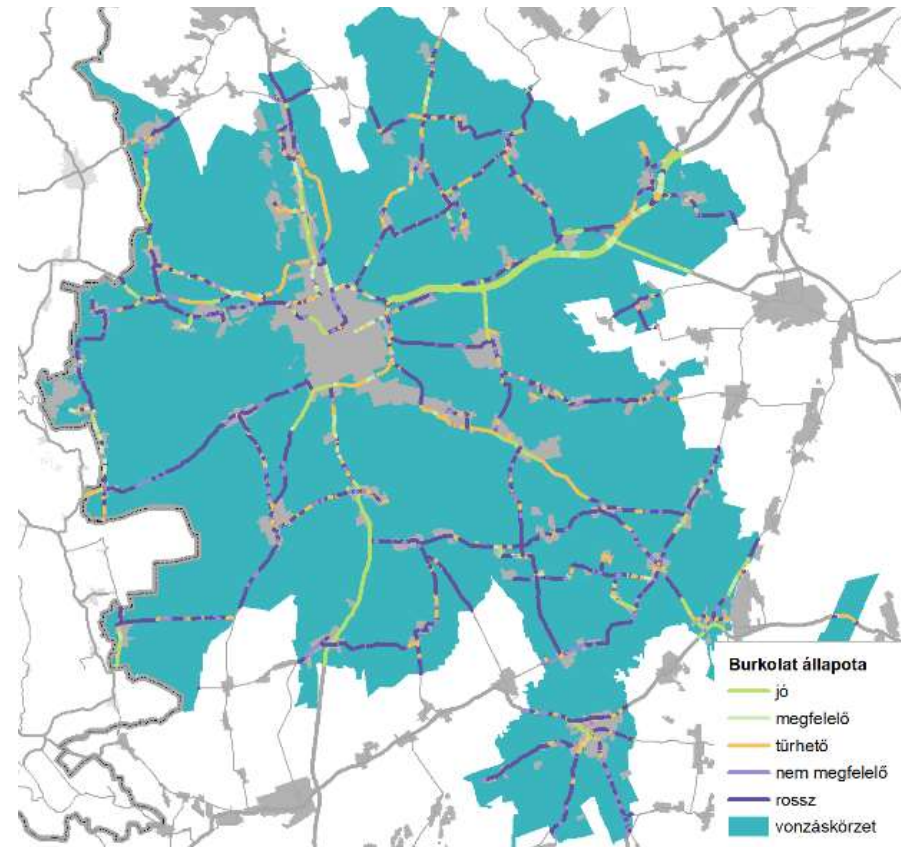 Burkolat állapota
jó
megfelelő
tűrhető
nem megfelelő
rossz
vonzáskörzet